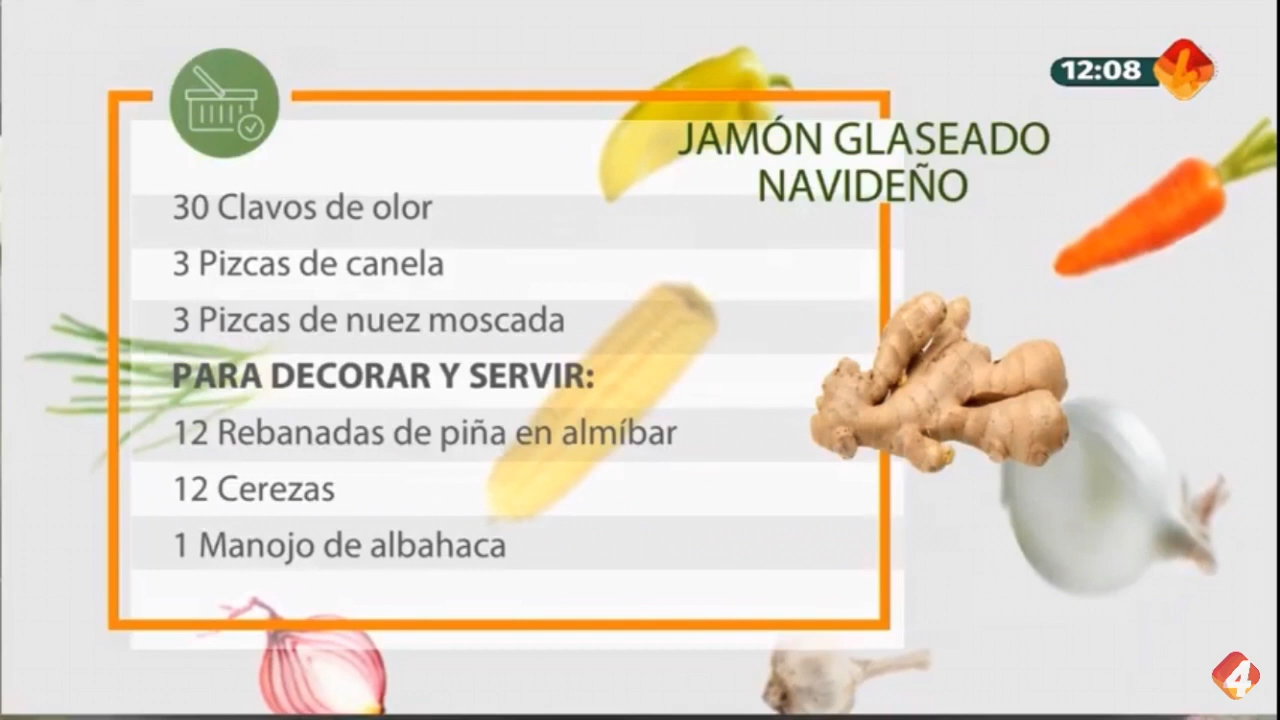 12:08
JAMÓN GLASEADO
NAVIDEÑO
30 Clavos de olor
3 Pizcas de canela
3 Pizcas de nuez moscada
PARA DECORAR Y SERVIR:
12 Rebanadas de piña en almíbar
12 Cerezas
1 Manojo de albahaca
4